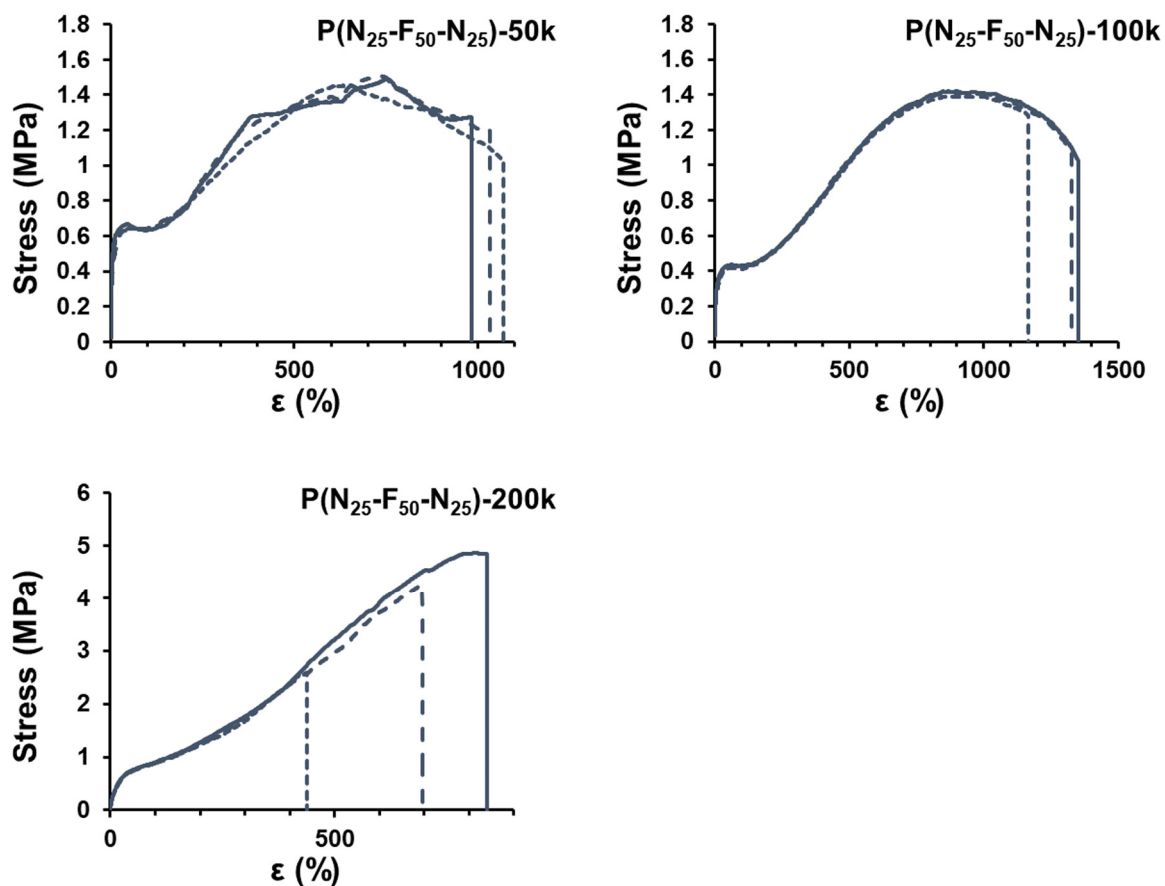 P(N₂₅-F₅₀-N₂₅)-50k
Stress (MPa)
1.8
1.6
1.4
1.2
1
0.8
0.6
0.4
0.2
0
0 500 1000
ε (%)
P(N₂₅-F₅₀-N₂₅)-100k
Stress (MPa)
1.8
1.6
1.4
1.2
1
0.8
0.6
0.4
0.2
0
0 500 1000 1500
ε (%)
P(N₂₅-F₅₀-N₂₅)-200k
Stress (MPa)
6
5
4
3
2
1
0
0 500
ε (%)